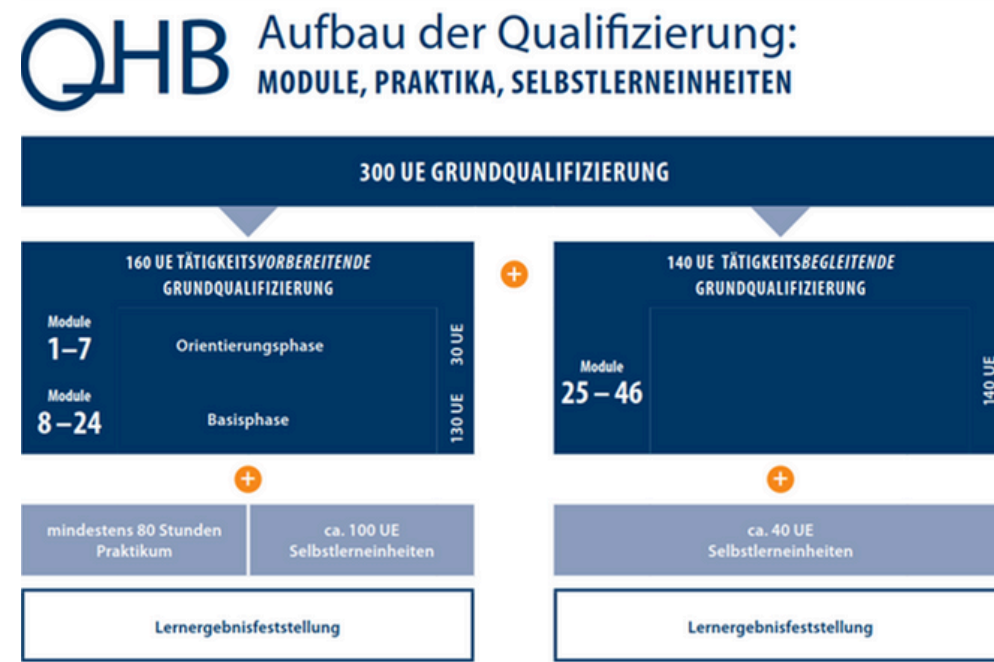 QHB
Aufbau der Qualifizierung:
MODULE, PRAKTIKA, SELBSTLERNEINHEITEN
300 UE GRUNDQUALIFIZIERUNG
160 UE TÄTIGKEITSVORBEREITENDE
GRUNDQUALIFIZIERUNG
Module
1–7
Orientierungsphase
30 UE
Module
8–24
Basisphase
130 UE
+
mindestens 80 Stunden
Praktikum
ca. 100 UE
Selbstlerneinheiten
Lernergebnisfeststellung
+
140 UE TÄTIGKEITSBEGLEITENDE
GRUNDQUALIFIZIERUNG
Module
25 – 46
140 UE
+
ca. 40 UE
Selbstlerneinheiten
Lernergebnisfeststellung